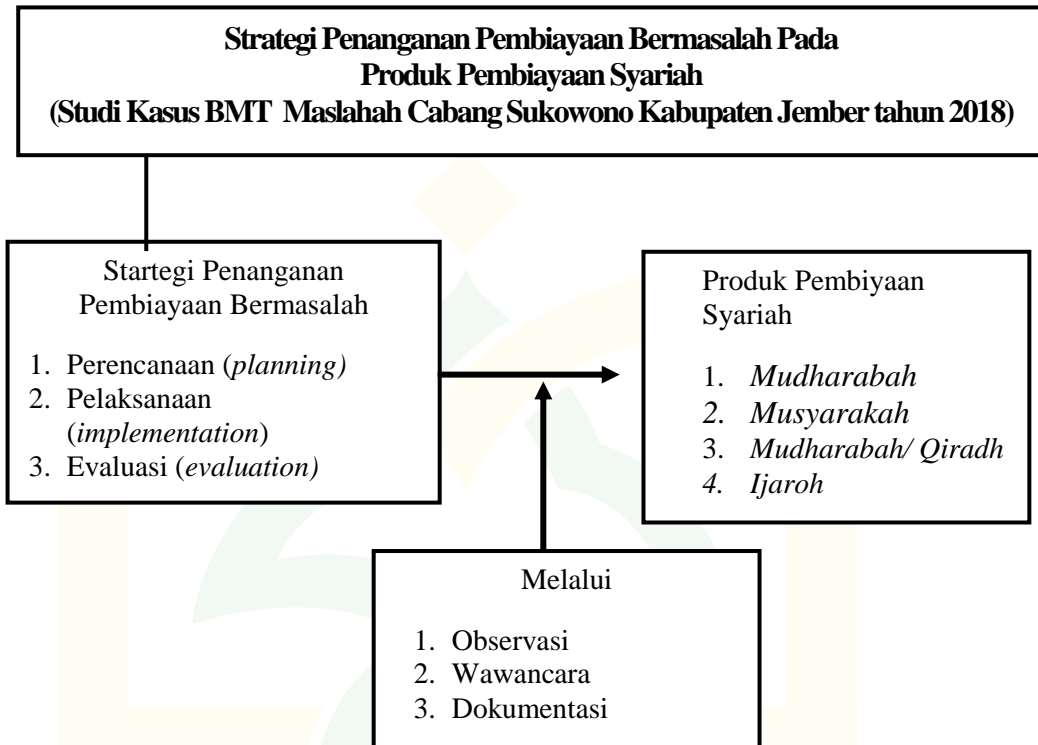 Strategi Penanganan Pembiayaan Bermasalah Pada
Produk Pembiayaan Syariah
(Studi Kasus BMT Maslahah Cabang Sukowono Kabupaten Jember tahun 2018)
Startegi Penanganan
Pembiayaan Bermasalah
1. Perencanaan (planning)
2. Pelaksanaan
(implementation)
3. Evaluasi (evaluation)
Produk Pembiyaan
Syariah
1. Mudharabah
2. Musyarakah
3. Mudharabah/ Qiradh
4. Ijaroh
Melalui
1. Observasi
2. Wawancara
3. Dokumentasi